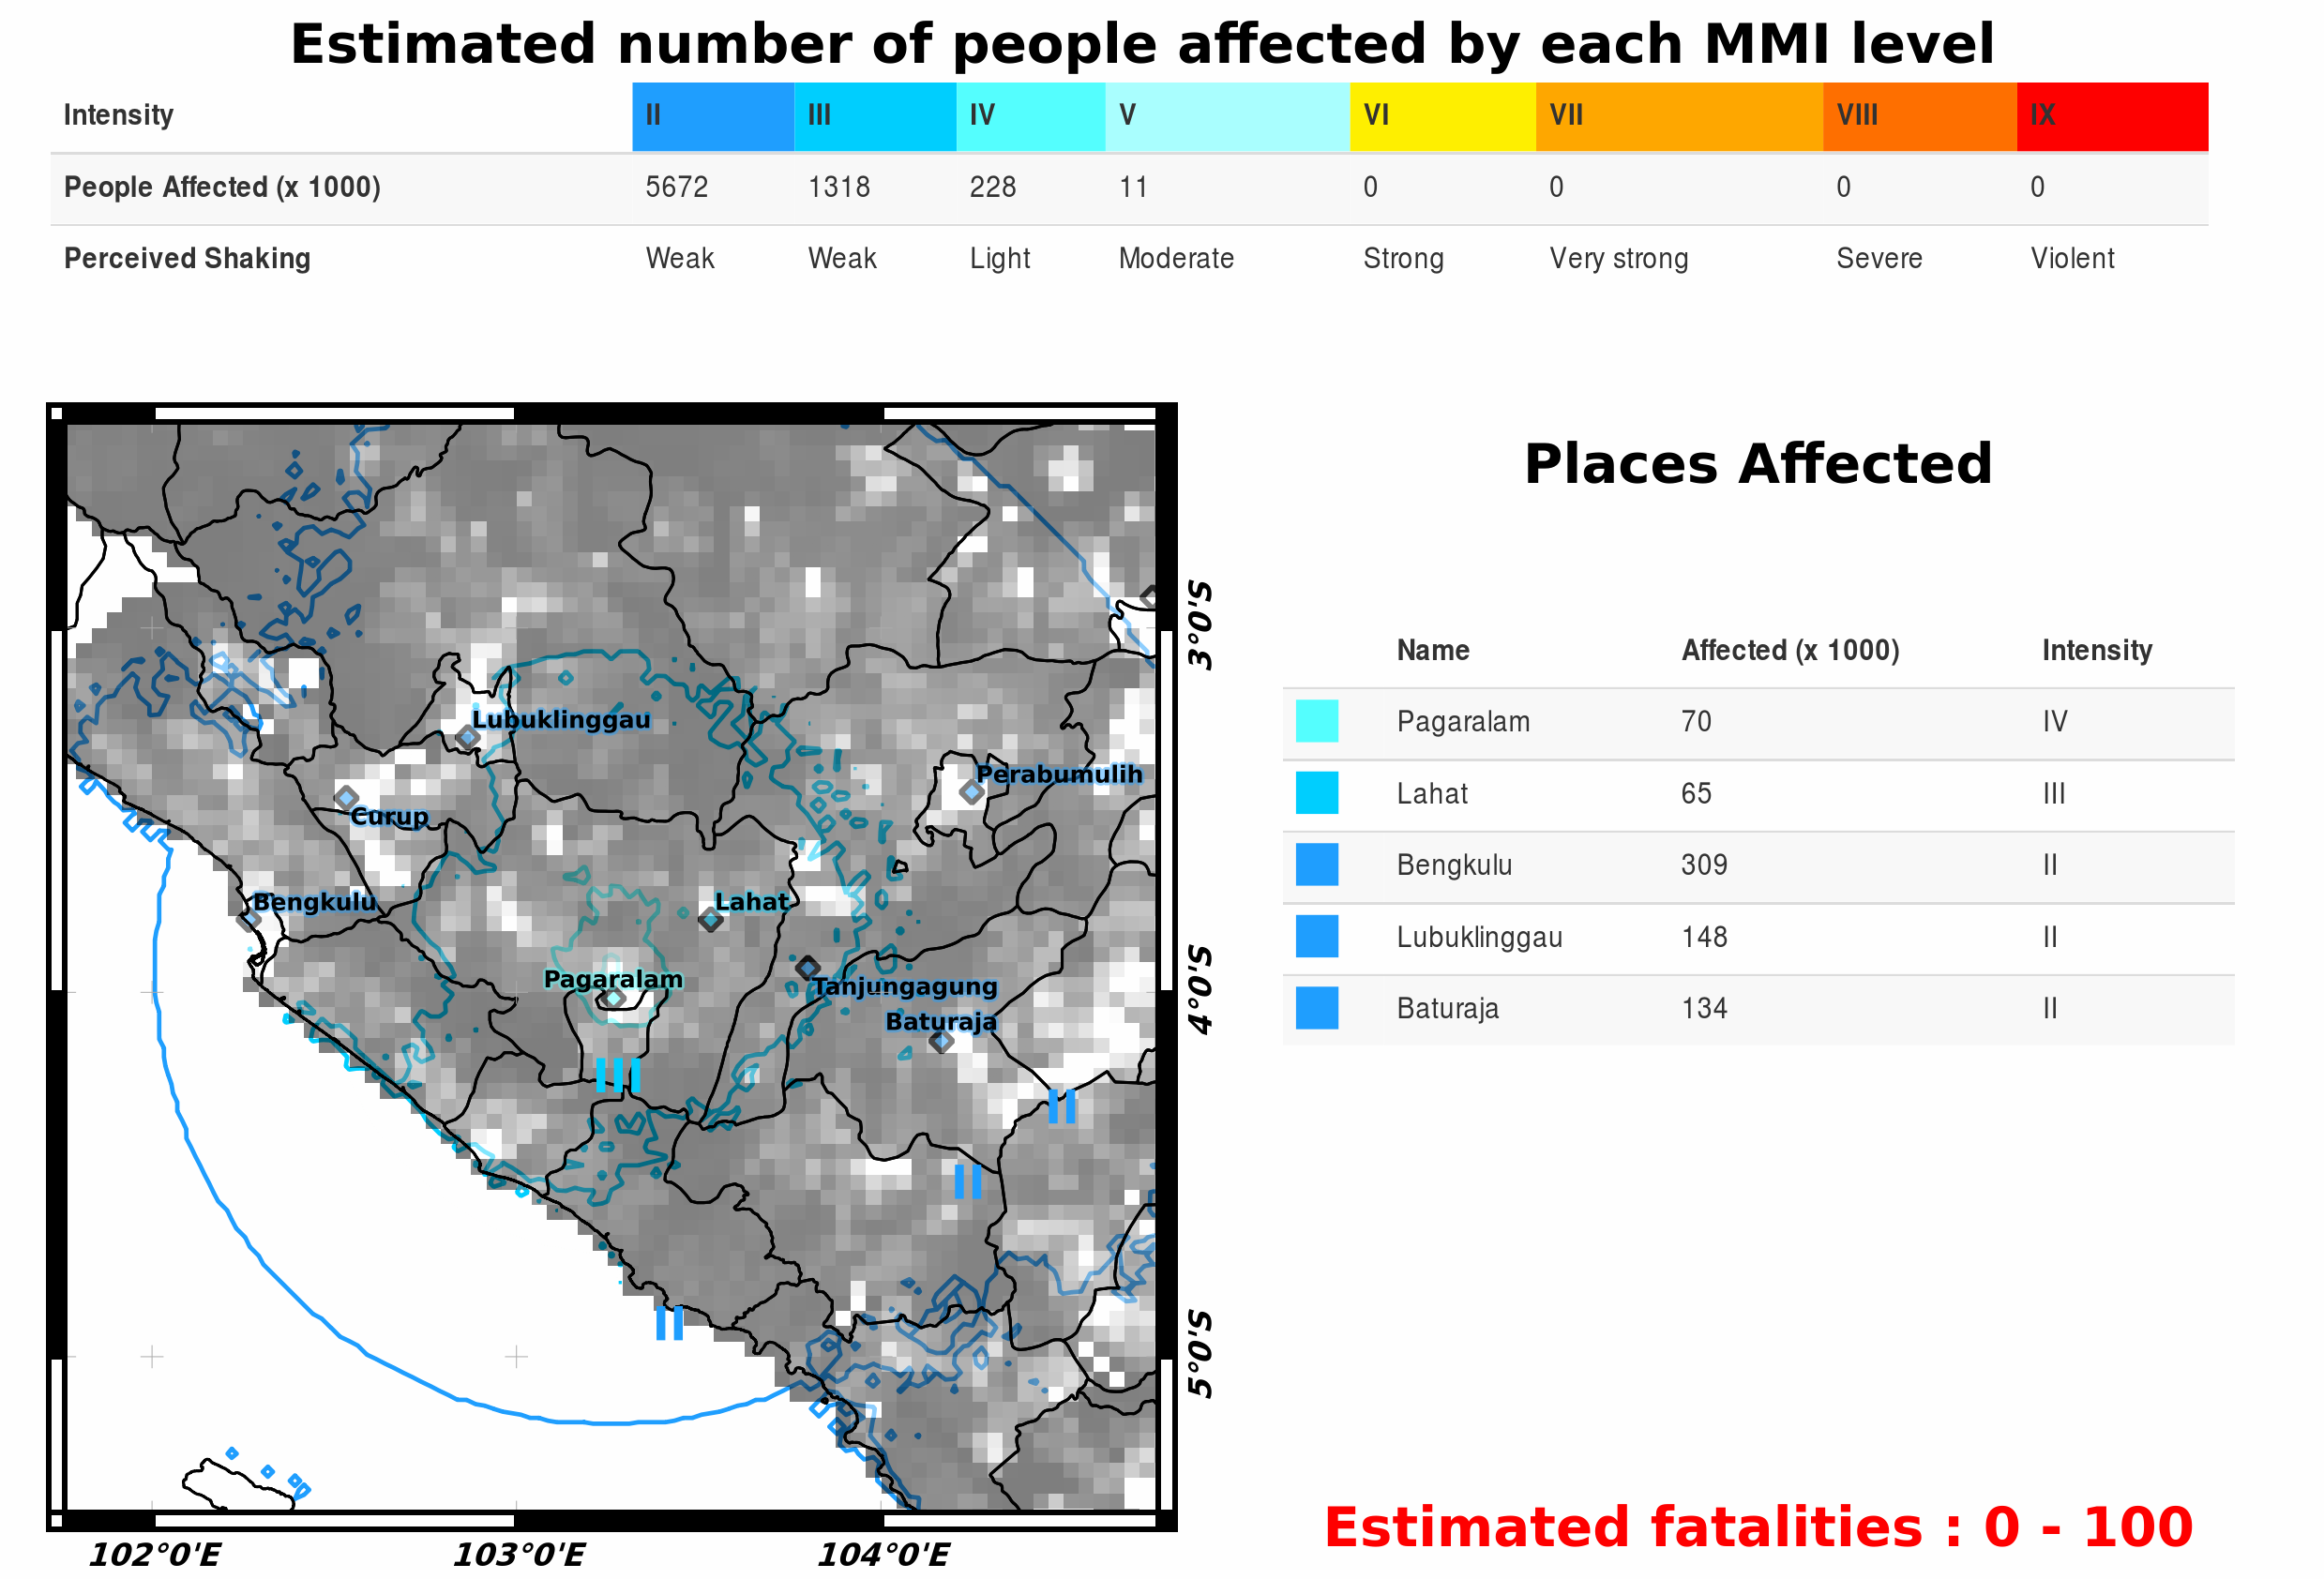 Estimated number of people affected by each MMI level
Intensity II III IV V VI VII VIII IX
People Affected (x 1000) 5672 1318 228 11 0 0 0 0
Perceived Shaking Weak Weak Light Moderate Strong Very strong Severe Violent
Places Affected
Name Affected (x 1000) Intensity
Pagaralam 70 IV
Lahat 65 III
Bengkulu 309 II
Lubuklinggau 148 II
Baturaja 134 II
Lubuklinggau
Perabumulih
Curup
Bengkulu
Lahat
Pagaralam
Tanjungagung
Baturaja
III
II
II
II
3°0'S
4°0'S
5°0'S
102°0'E 103°0'E 104°0'E
Estimated fatalities : 0 - 100